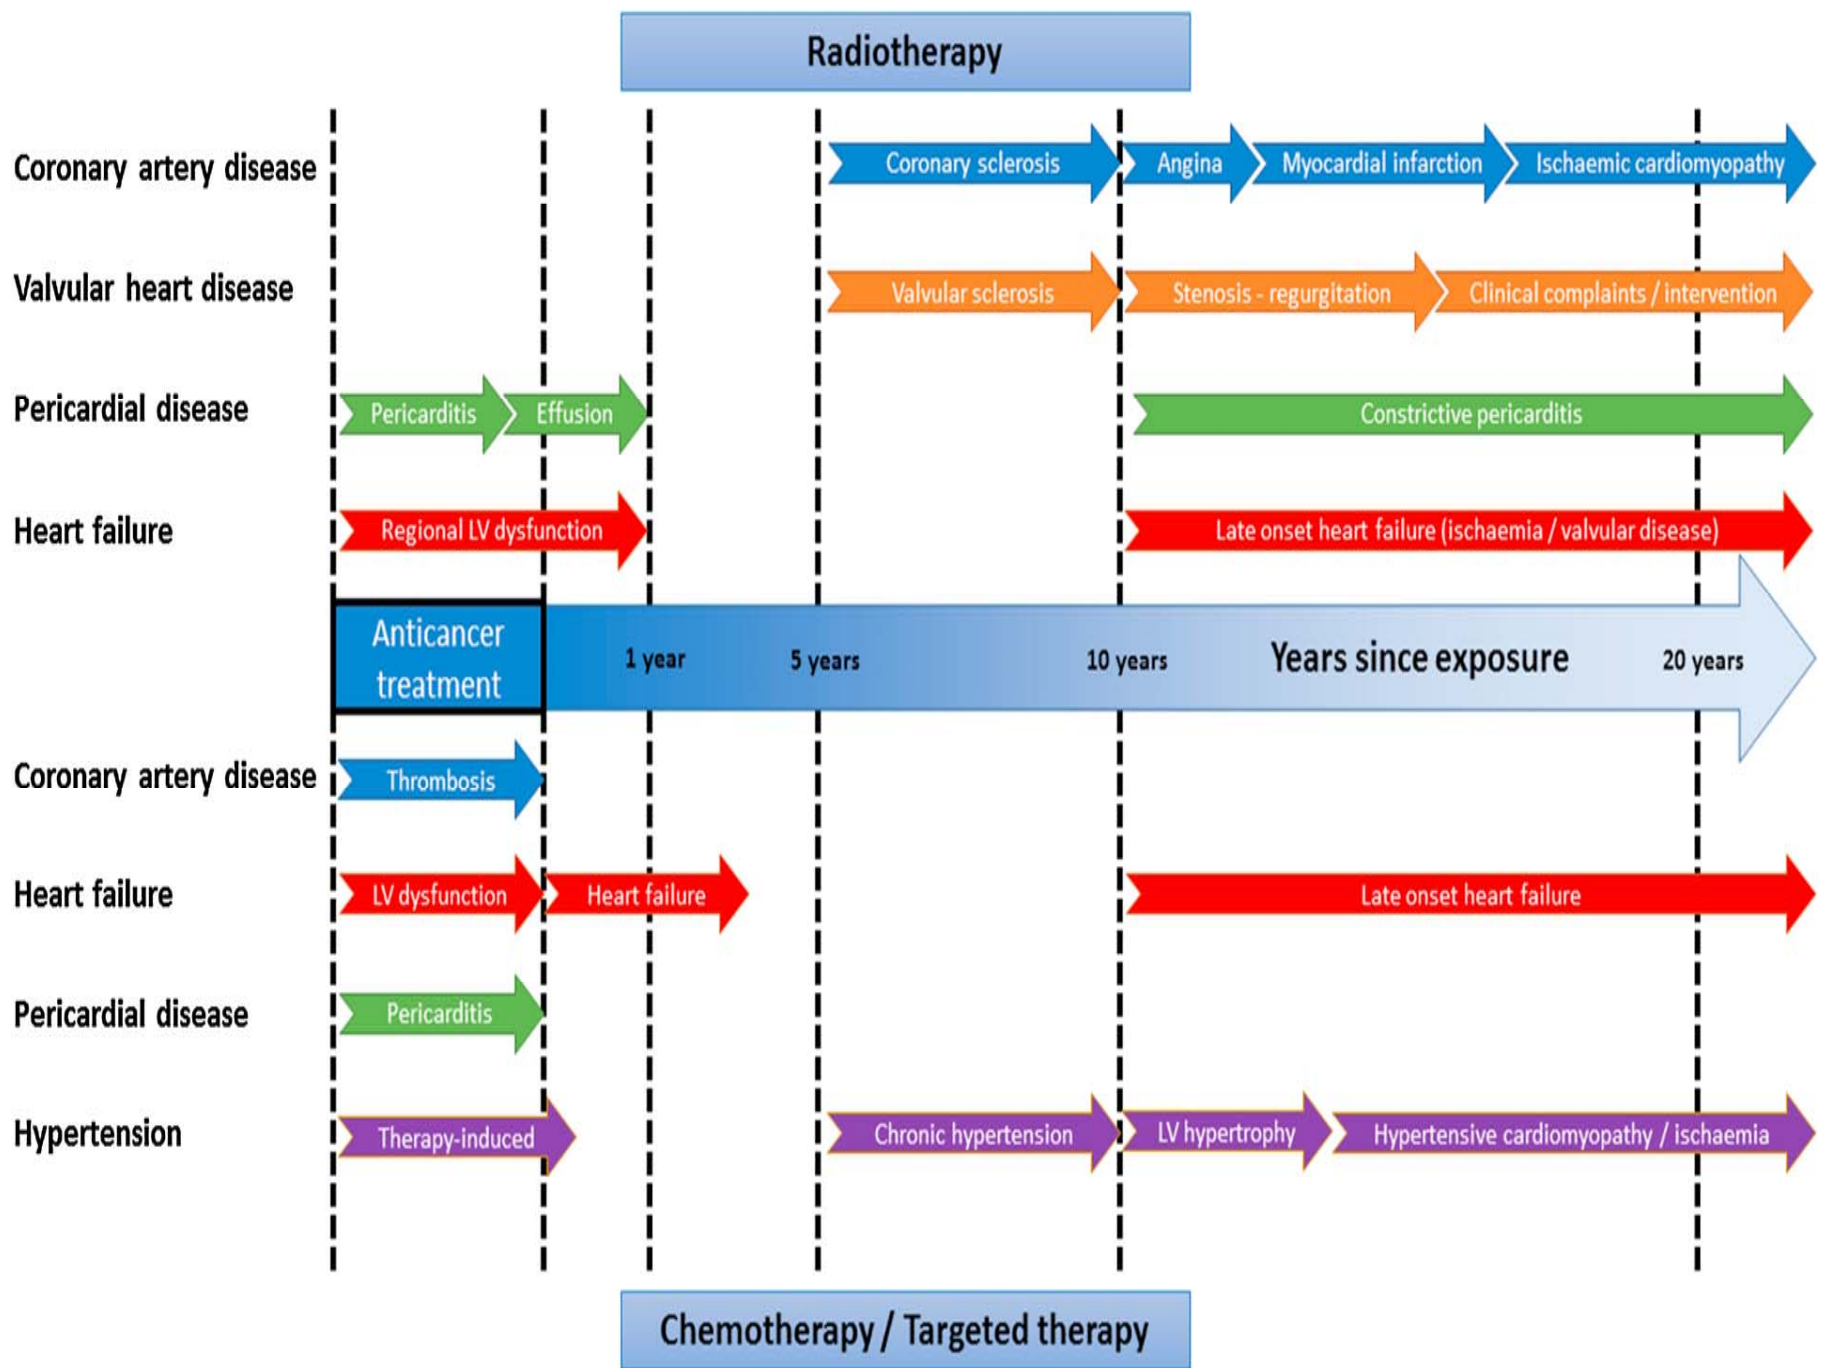 Radiotherapy
Coronary artery disease
Coronary sclerosis
Angina
Myocardial infarction
Ischaemic cardiomyopathy
Valvular heart disease
Valvular sclerosis
Stenosis - regurgitation
Clinical complaints / intervention
Pericardial disease
Pericarditis
Effusion
Constrictive pericarditis
Heart failure
Regional LV dysfunction
Late onset heart failure (ischaemia / valvular disease)
Anticancer
treatment
1 year
5 years
10 years
Years since exposure
20 years
Coronary artery disease
Thrombosis
Heart failure
LV dysfunction
Heart failure
Late onset heart failure
Pericardial disease
Pericarditis
Hypertension
Therapy-induced
Chronic hypertension
LV hypertrophy
Hypertensive cardiomyopathy / ischaemia
Chemotherapy / Targeted therapy